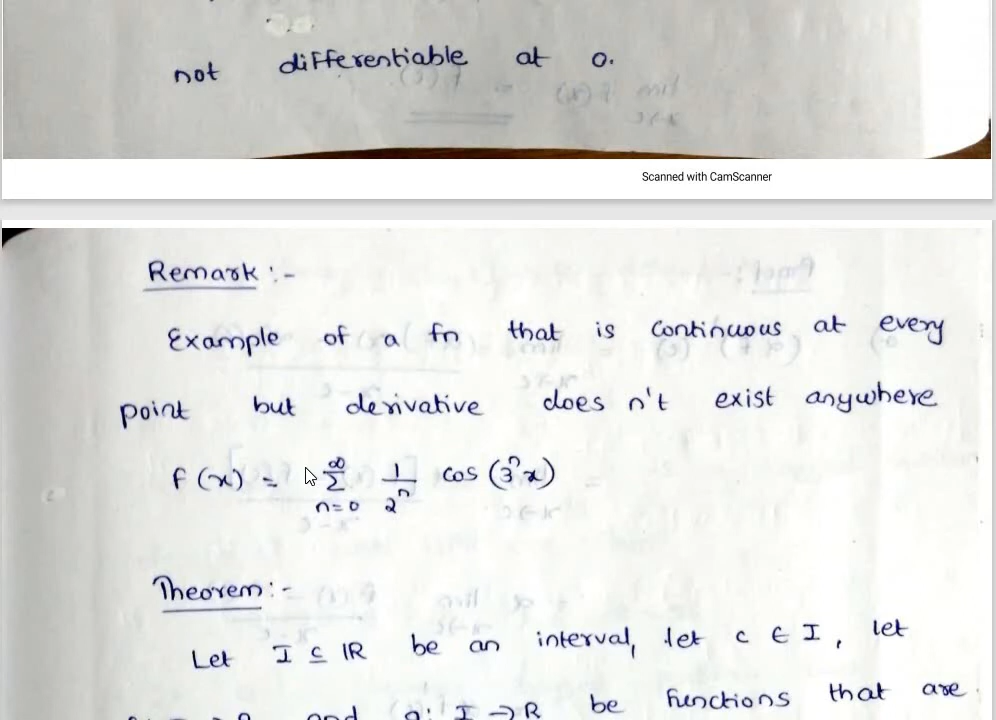 not differentiable at 0.
Scanned with CamScanner
Remark :-
Example of a fn that is continuous at every
point but derivative does n't exist anywhere
f(x) = ∞ Σ n=0 1/2ⁿ cos (3ⁿx)
Theorem :-
Let I ⊆ IR be an interval, let c ∈ I, let
and g: I → R be functions that are